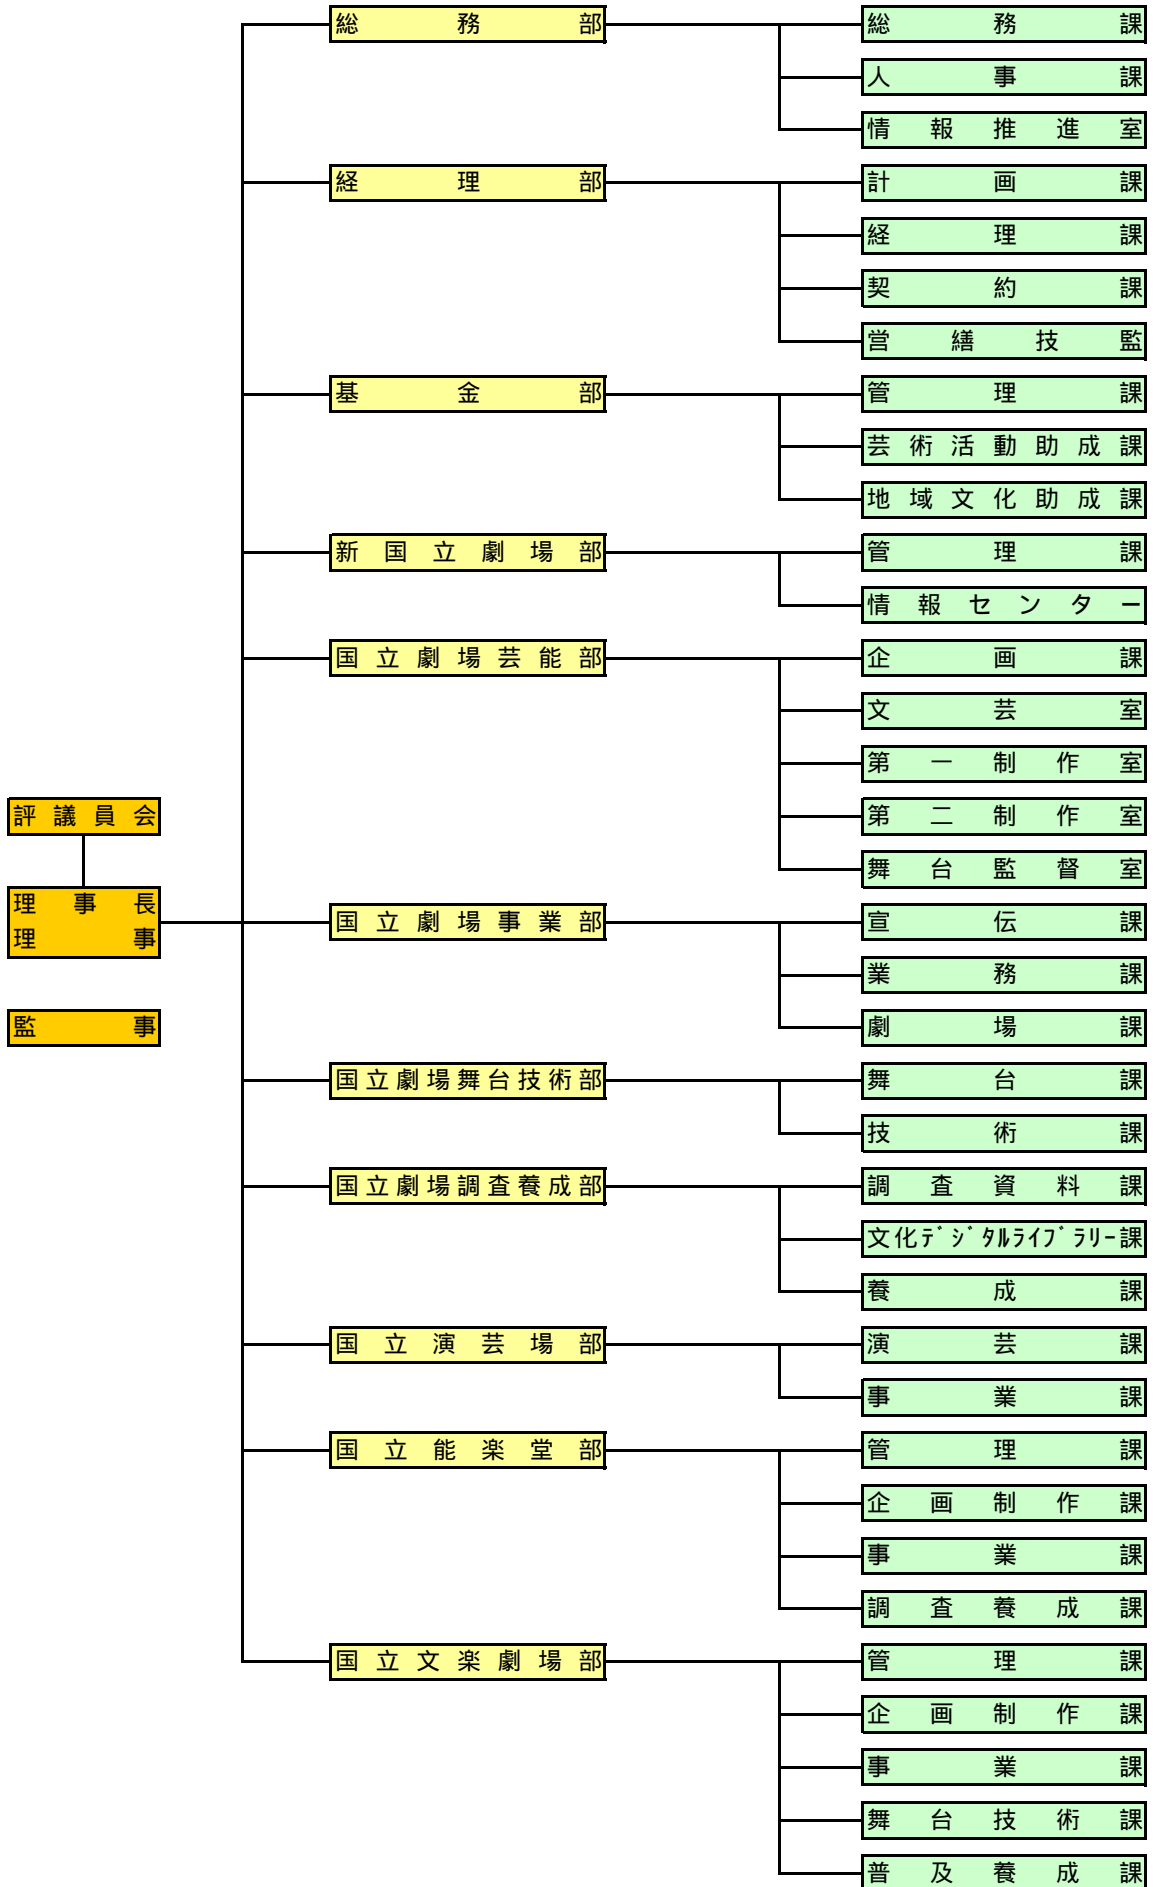 総務部
総務課
人事課
情報推進室
経理部
計画課
経理課
契約課
営繕技監
基金部
管理課
芸術活動助成課
地域文化助成課
新国立劇場部
管理課
情報センター
国立劇場芸能部
企画課
文芸室
第一制作室
第二制作室
舞台監督室
評議員会
理事長
理事
監事
国立劇場事業部
宣伝課
業務課
劇場課
国立劇場舞台技術部
舞台課
技術課
国立劇場調査養成部
調査資料課
文化ﾃﾞｼﾞﾀﾙﾗｲﾌﾞﾗﾘｰ課
養成課
国立演芸場部
演芸課
事業課
国立能楽堂部
管理課
企画制作課
事業課
調査養成課
国立文楽劇場部
管理課
企画制作課
事業課
舞台技術課
普及養成課